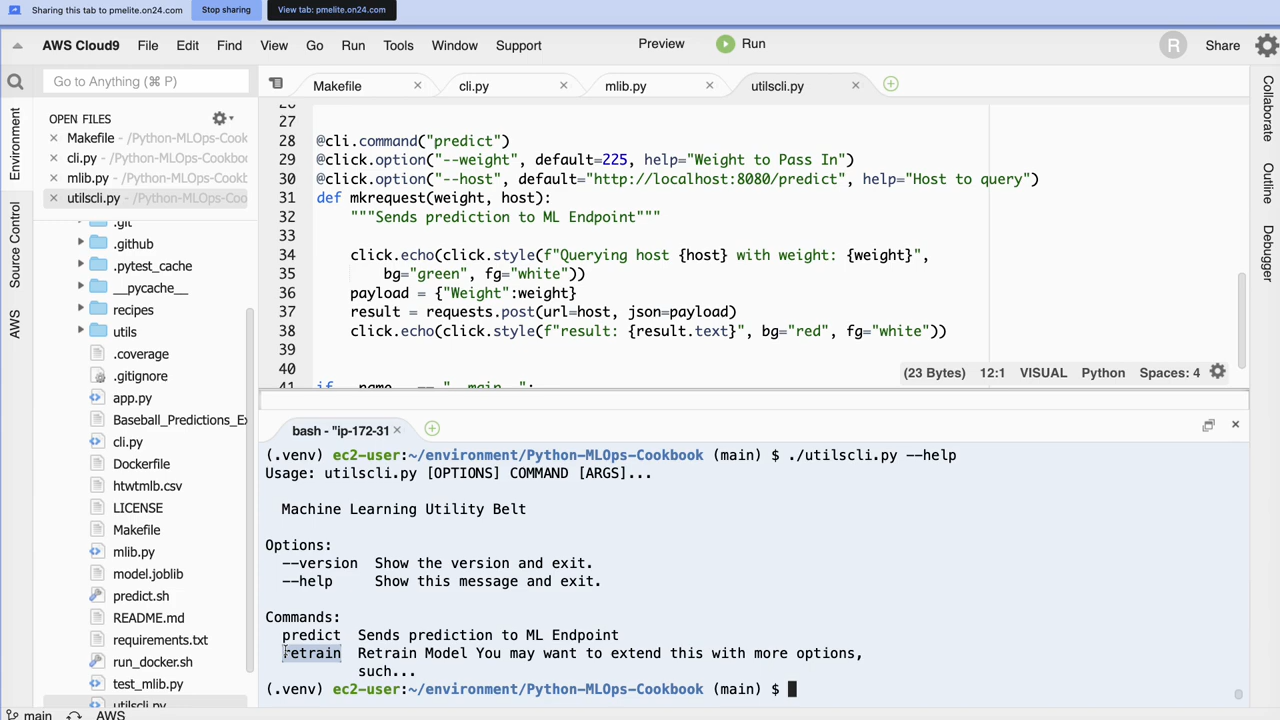 Sharing this tab to pmelite.on24.com Stop sharing View tab: pmelite.on24.com
AWS Cloud9 File Edit Find View Go Run Tools Window Support Preview Run R Share
Go to Anything (⌘ P)
Makefile cli.py mlib.py utilscli.py
Environment
Source Control
AWS
OPEN FILES
Makefile - /Python-MLOps-Cookb
cli.py - /Python-MLOps-Cookboo
mlib.py - /Python-MLOps-Cookt
utilscli.py - /Python-MLOps-Coo
.git
.github
.pytest_cache
__pycache__
recipes
utils
.coverage
.gitignore
app.py
Baseball_Predictions_Ex
cli.py
Dockerfile
htwtmlb.csv
LICENSE
Makefile
mlib.py
model.joblib
predict.sh
README.md
requirements.txt
run_docker.sh
test_mlib.py
utilscli.py
main AWS
26
27
28 @cli.command("predict")
29 @click.option("--weight", default=225, help="Weight to Pass In")
30 @click.option("--host", default="http://localhost:8080/predict", help="Host to query")
31 def mkrequest(weight, host):
32 """Sends prediction to ML Endpoint"""
33
34 click.echo(click.style(f"Querying host {host} with weight: {weight}",
35 bg="green", fg="white"))
36 payload = {"Weight":weight}
37 result = requests.post(url=host, json=payload)
38 click.echo(click.style(f"result: {result.text}", bg="red", fg="white"))
39
40
41 if __name__ == "__main__":
(23 Bytes) 12:1 VISUAL Python Spaces: 4
Collaborate
Outline
Debugger
bash - "ip-172-31
(.venv) ec2-user:~/environment/Python-MLOps-Cookbook (main) $ ./utilscli.py --help
Usage: utilscli.py [OPTIONS] COMMAND [ARGS]...
Machine Learning Utility Belt
Options:
--version Show the version and exit.
--help Show this message and exit.
Commands:
predict Sends prediction to ML Endpoint
retrain Retrain Model You may want to extend this with more options,
such...
(.venv) ec2-user:~/environment/Python-MLOps-Cookbook (main) $